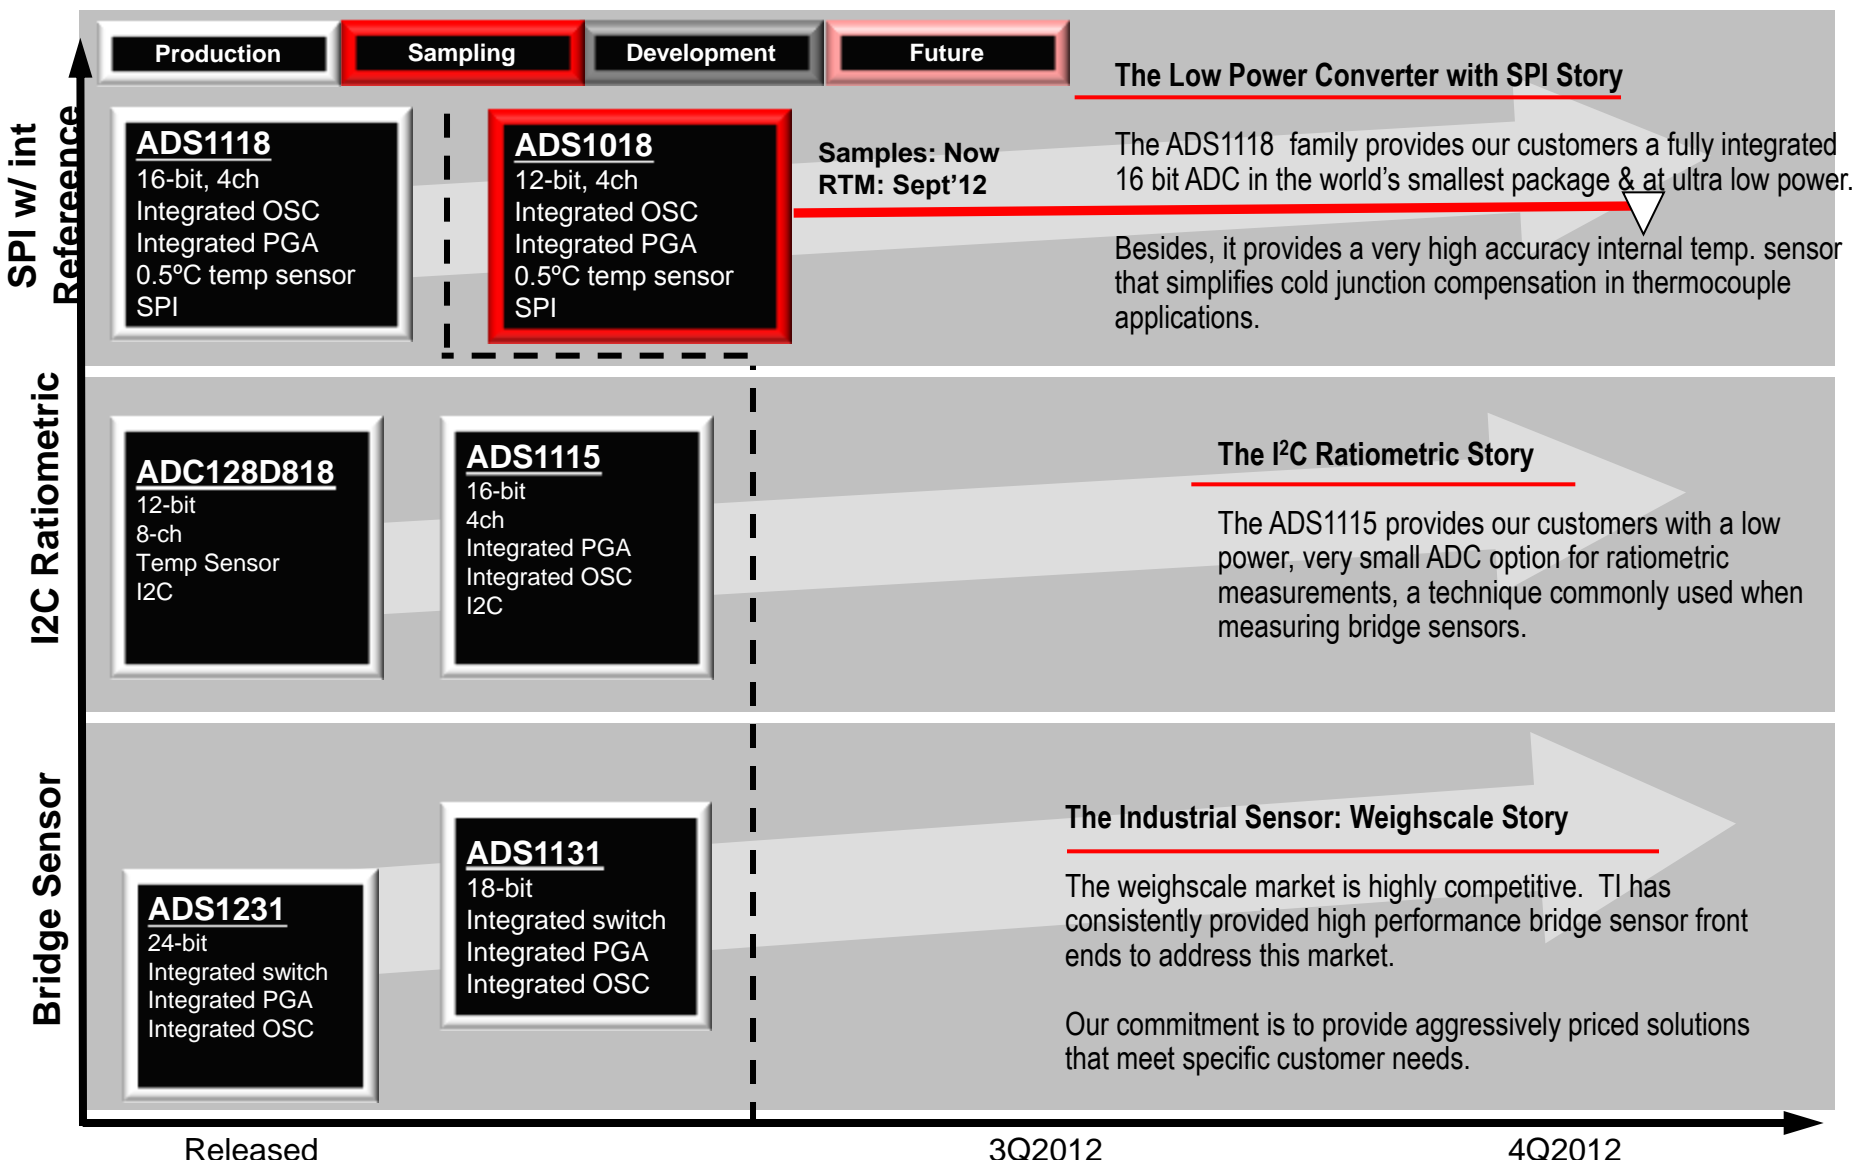 Production
Sampling
Development
Future
SPI w/ int
Refereence
ADS1118
16-bit, 4ch
Integrated OSC
Integrated PGA
0.5ºC temp sensor
SPI
ADS1018
12-bit, 4ch
Integrated OSC
Integrated PGA
0.5ºC temp sensor
SPI
Samples: Now
RTM: Sept’12
The Low Power Converter with SPI Story
The ADS1118 family provides our customers a fully integrated
16 bit ADC in the world’s smallest package & at ultra low power.
Besides, it provides a very high accuracy internal temp. sensor
that simplifies cold junction compensation in thermocouple
applications.
I2C Ratiometric
ADC128D818
12-bit
8-ch
Temp Sensor
I2C
ADS1115
16-bit
4ch
Integrated PGA
Integrated OSC
I2C
The I²C Ratiometric Story
The ADS1115 provides our customers with a low
power, very small ADC option for ratiometric
measurements, a technique commonly used when
measuring bridge sensors.
Bridge Sensor
ADS1231
24-bit
Integrated switch
Integrated PGA
Integrated OSC
ADS1131
18-bit
Integrated switch
Integrated PGA
Integrated OSC
The Industrial Sensor: Weighscale Story
The weighscale market is highly competitive. TI has
consistently provided high performance bridge sensor front
ends to address this market.
Our commitment is to provide aggressively priced solutions
that meet specific customer needs.
Released
3Q2012
4Q2012